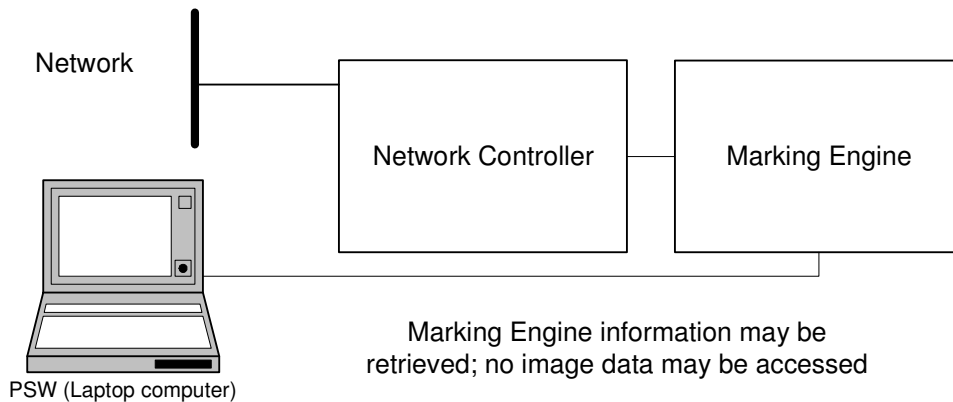 Network
Network Controller
Marking Engine
Marking Engine information may be
retrieved; no image data may be accessed
PSW (Laptop computer)